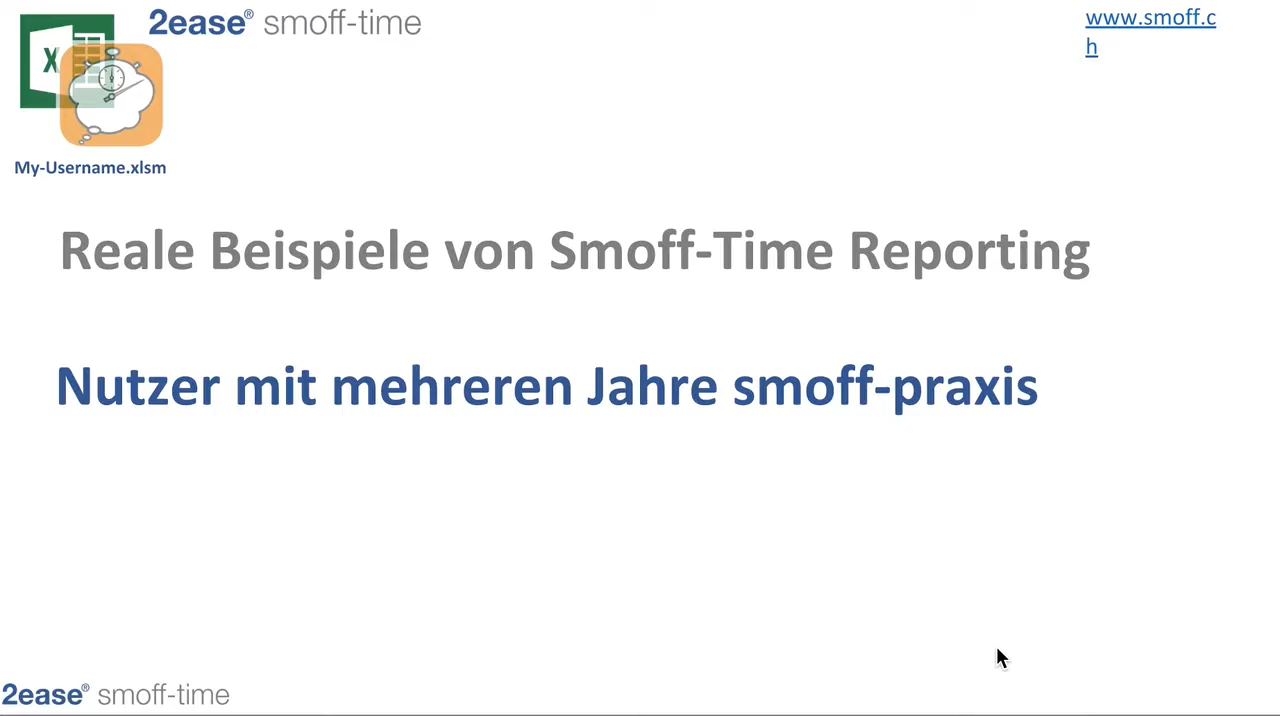 2ease® smoff-time
www.smoff.c
h
X
My-Username.xlsm
Reale Beispiele von Smoff-Time Reporting
Nutzer mit mehreren Jahre smoff-praxis
2ease® smoff-time